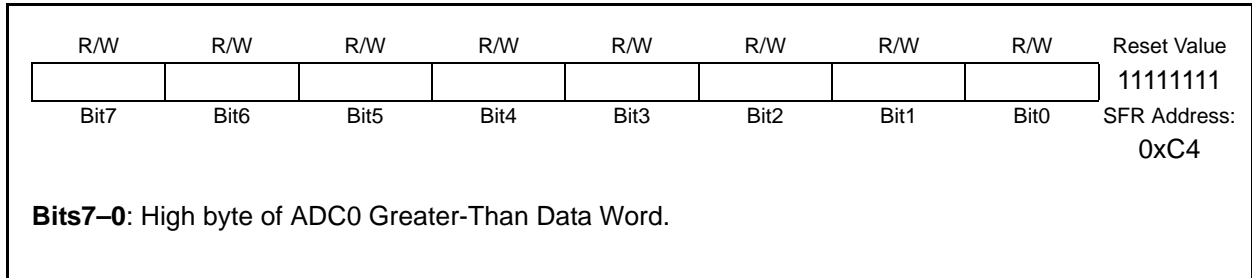 R/W R/W R/W R/W R/W R/W R/W R/W Reset Value
11111111
Bit7 Bit6 Bit5 Bit4 Bit3 Bit2 Bit1 Bit0 SFR Address:
0xC4
Bits7–0: High byte of ADC0 Greater-Than Data Word.